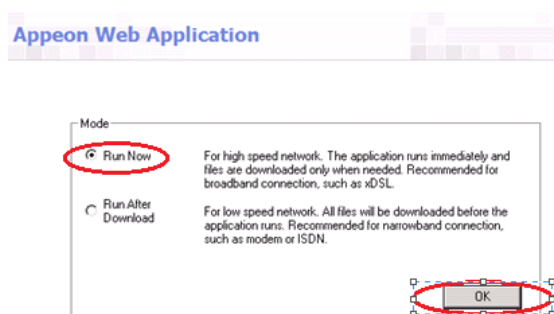 Appeon Web Application
Mode
Run Now
For high speed network. The application runs immediately and
files are downloaded only when needed. Recommended for
broadband connection, such as xDSL.
Run After
Download
For low speed network. All files will be downloaded before the
application runs. Recommended for narrowband connection,
such as modem or ISDN.
OK